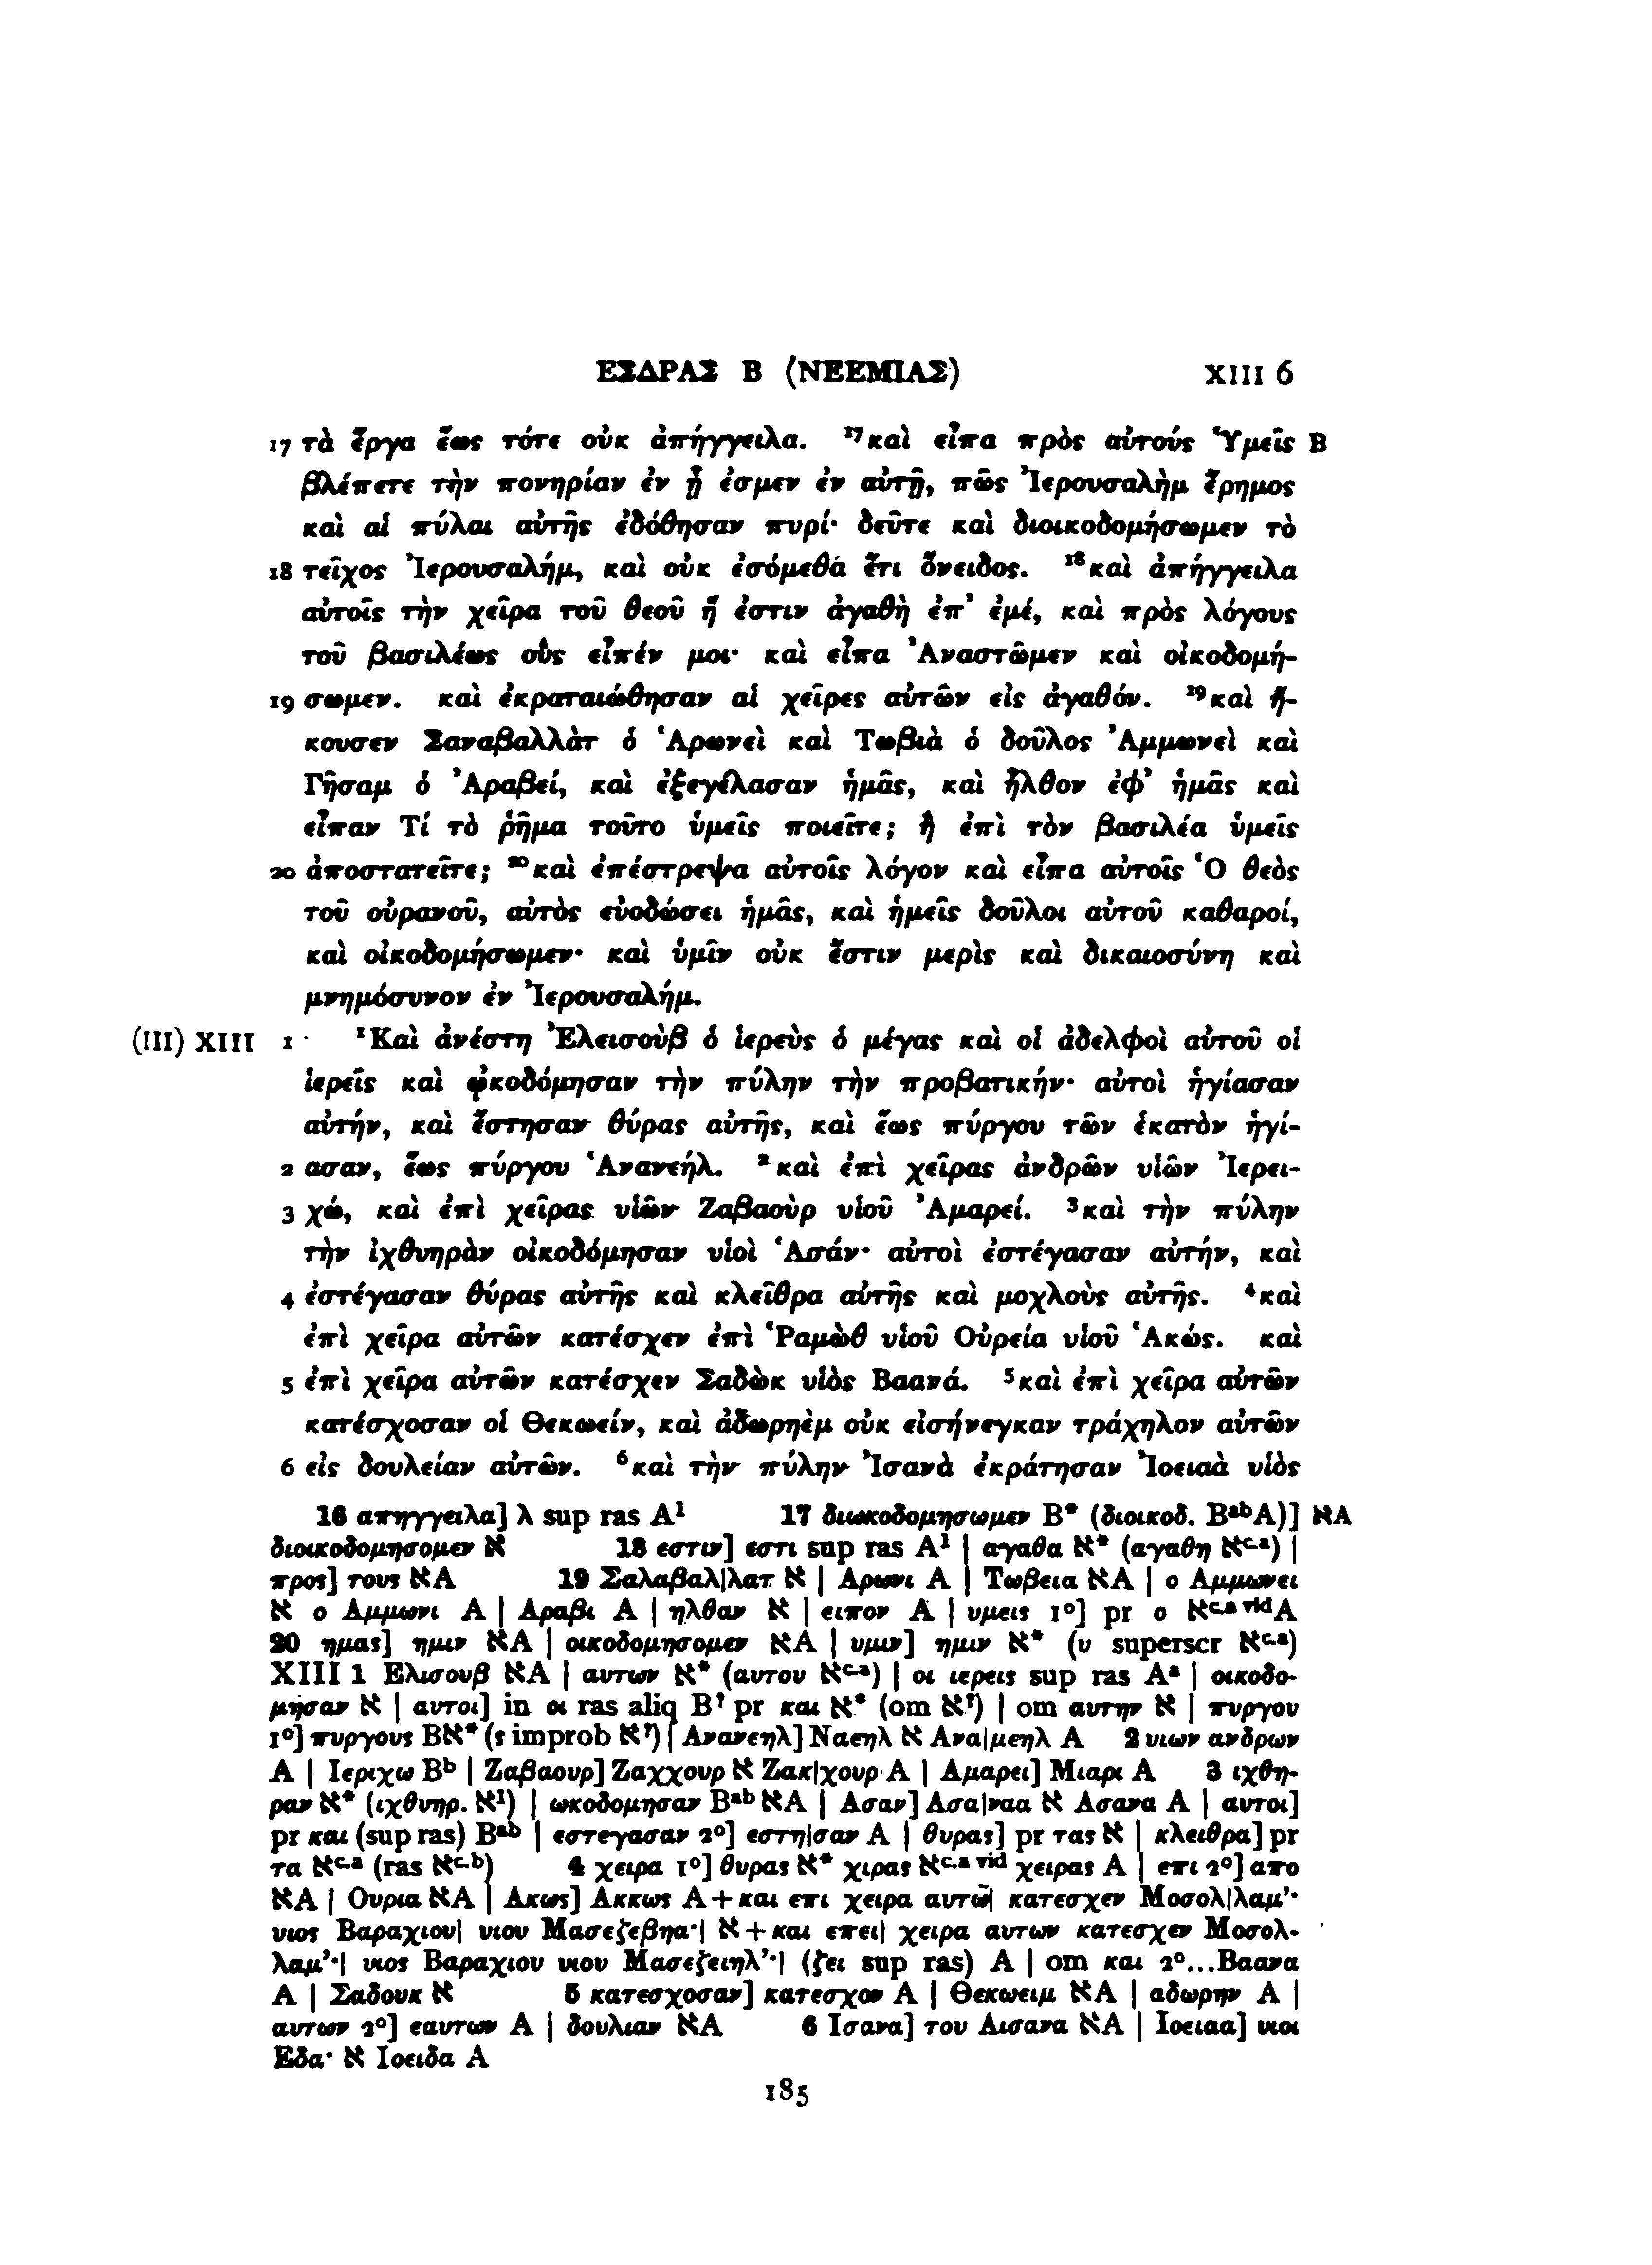 ΕΣΔΡΑΣ Β (ΝΕΕΜΙΑΣ) XIII 6
17 τὰ ἔργα ἕως τότε οὐκ ἀπήγγειλα. ¹⁷καὶ εἶπα πρὸς αὐτούς Ὑμεῖς B
βλέπετε τὴν πονηρίαν ἐν ᾗ ἐσμεν ἐν αὐτῇ, πῶς Ἰερουσαλὴμ ἔρημος
καὶ αἱ πύλαι αὐτῆς ἐδόθησαν πυρί· δεῦτε καὶ διοικοδομήσωμεν τὸ
18 τεῖχος Ἰερουσαλήμ, καὶ οὐκ ἐσόμεθα ἔτι ὄνειδος. ¹⁸καὶ ἀπήγγειλα
αὐτοῖς τὴν χεῖρα τοῦ θεοῦ ἥ ἐστιν ἀγαθὴ ἐπ’ ἐμέ, καὶ πρὸς λόγους
τοῦ βασιλέως οὓς εἶπέν μοι· καὶ εἶπα Ἀναστῶμεν καὶ οἰκοδομή-
19 σωμεν. καὶ ἐκραταιώθησαν αἱ χεῖρες αὐτῶν εἰς ἀγαθόν. ¹⁹καὶ ἤ-
κουσεν Σαναβαλλὰτ ὁ Ἁρωνεὶ καὶ Τωβιὰ ὁ δοῦλος Ἀμμωνεὶ καὶ
Γῆσαμ ὁ Ἀραβεί, καὶ ἐξεγέλασαν ἡμᾶς, καὶ ἦλθον ἐφ’ ἡμᾶς καὶ
εἶπαν Τί τὸ ῥῆμα τοῦτο ὑμεῖς ποιεῖτε; ἢ ἐπὶ τὸν βασιλέα ὑμεῖς
20 ἀποστατεῖτε; ²⁰καὶ ἐπέστρεψα αὐτοῖς λόγον καὶ εἶπα αὐτοῖς Ὁ θεὸς
τοῦ οὐρανοῦ, αὐτὸς εὐοδώσει ἡμᾶς, καὶ ἡμεῖς δοῦλοι αὐτοῦ καθαροί,
καὶ οἰκοδομήσωμεν· καὶ ὑμῖν οὐκ ἔστιν μερὶς καὶ δικαιοσύνη καὶ
μνημόσυνον ἐν Ἰερουσαλήμ.
(III) XIII 1 ¹Καὶ ἀνέστη Ἐλεισοὺβ ὁ ἱερεὺς ὁ μέγας καὶ οἱ ἀδελφοὶ αὐτοῦ οἱ
ἱερεῖς καὶ ᾠκοδόμησαν τὴν πύλην τὴν προβατικήν· αὐτοὶ ἡγίασαν
αὐτήν, καὶ ἔστησαν θύρας αὐτῆς, καὶ ἕως πύργου τῶν ἑκατὸν ἡγί-
2 ασαν, ἕως πύργου Ἁνανεήλ. ²καὶ ἐπὶ χεῖρας ἀνδρῶν υἱῶν Ἰερει-
3 χώ, καὶ ἐπὶ χεῖρας υἱῶν Ζαβαοὺρ υἱοῦ Ἀμαρεί. ³καὶ τὴν πύλην
τὴν ἰχθυηρὰν οἰκοδόμησαν υἱοὶ Ἁσάν· αὐτοὶ ἐστέγασαν αὐτήν, καὶ
4 ἐστέγασαν θύρας αὐτῆς καὶ κλεῖθρα αὐτῆς καὶ μοχλοὺς αὐτῆς. ⁴καὶ
ἐπὶ χεῖρα αὐτῶν κατέσχεν ἐπὶ Ῥαμὼθ υἱοῦ Οὐρεία υἱοῦ Ἁκώς. καὶ
5 ἐπὶ χεῖρα αὐτῶν κατέσχεν Σαδὼκ υἱὸς Βαανά. ⁵καὶ ἐπὶ χεῖρα αὐτῶν
κατέσχοσαν οἱ Θεκωείν, καὶ ἀδωρηὲμ οὐκ εἰσήνεγκαν τράχηλον αὐτῶν
6 εἰς δουλείαν αὐτῶν. ⁶καὶ τὴν πύλην Ἰσανὰ ἐκράτησαν Ἰοειαὰ υἱὸς
16 απηγγειλα] λ sup ras A¹ 17 διωκοδομησωμεν B* (διοικοδ. Bᵃᵇ A)] אA
διοικοδομησομεν א 18 εστιν] εστι sup ras A¹ | αγαθα א* (αγαθη אᶜ·ᵃ) |
προς] τους אA 19 Σαλαβαλ|λατ א | Αρωνι A | Τωβεια אA | ο Αμμωνει
א ο Αμμωνι A | Αραβι A | ηλθαν א | ειπον A | υμεις 1°] pr ο אᶜ·ᵃ ᵛⁱᵈ A
20 ημας] ημιν אA | οικοδομησομεν אA | υμιν] ημιν א* (υ superscr אᶜ·ᵃ)
XIII 1 Ελισουβ אA | αυτων א* (αυτου אᶜ·ᵃ) | οι ιερεις sup ras Aᵃ | οικοδο-
μησαν א | αυτοι] in οι ras aliq B? pr και א* (om א?) | om αυτην א | πυργου
1°] πυργους Bא* (s improb א?) | Ανανεηλ] Ναεηλ א Ανα|μεηλ A 2 υιων ανδρων
A | Ιεριχω Bᵇ | Ζαβαουρ] Ζαχχουρ א Ζακ|χουρ A | Αμαρει] Μιαρι A 3 ιχθη-
ραν א* (ιχθυηρ. א¹) | ωκοδομησαν Bᵃᵇ אA | Ασαν] Ασα|ναα א Ασανα A | αυτοι]
pr και (sup ras) Bᵃᵇ | εστεγασαν 2°] εστη|σαν A | θυρας] pr τας א | κλειθρα] pr
τα אᶜ·ᵃ (ras אᶜ·ᵇ) 4 χειρα 1°] θυρας א* χιρας אᶜ·ᵃ ᵛⁱᵈ χειρας A | επι 2°] απο
אA | Ουρια אA | Ακως] Ακκως A + και επι χειρα αυτω̄| κατεσχεν Μοσολ|λαμ’·
υιος Βαραχιου| υιου Μασεζεβηα·| א + και επει| χειρα αυτων κατεσχεν Μοσολ-
λαμ’·| υιος Βαραχιου υιου Μασεζειηλ’·| (ζει sup ras) A | om και 2°...Βαανα
A | Σαδουκ א 5 κατεσχοσαν] κατεσχον A | Θεκωειμ אA | αδωρην A |
αυτων 2°] εαυτων A | δουλιαν אA 6 Ισανα] του Αισανα אA | Ιοειαα] υιοι
Εδα· א Ιοειδα A
185